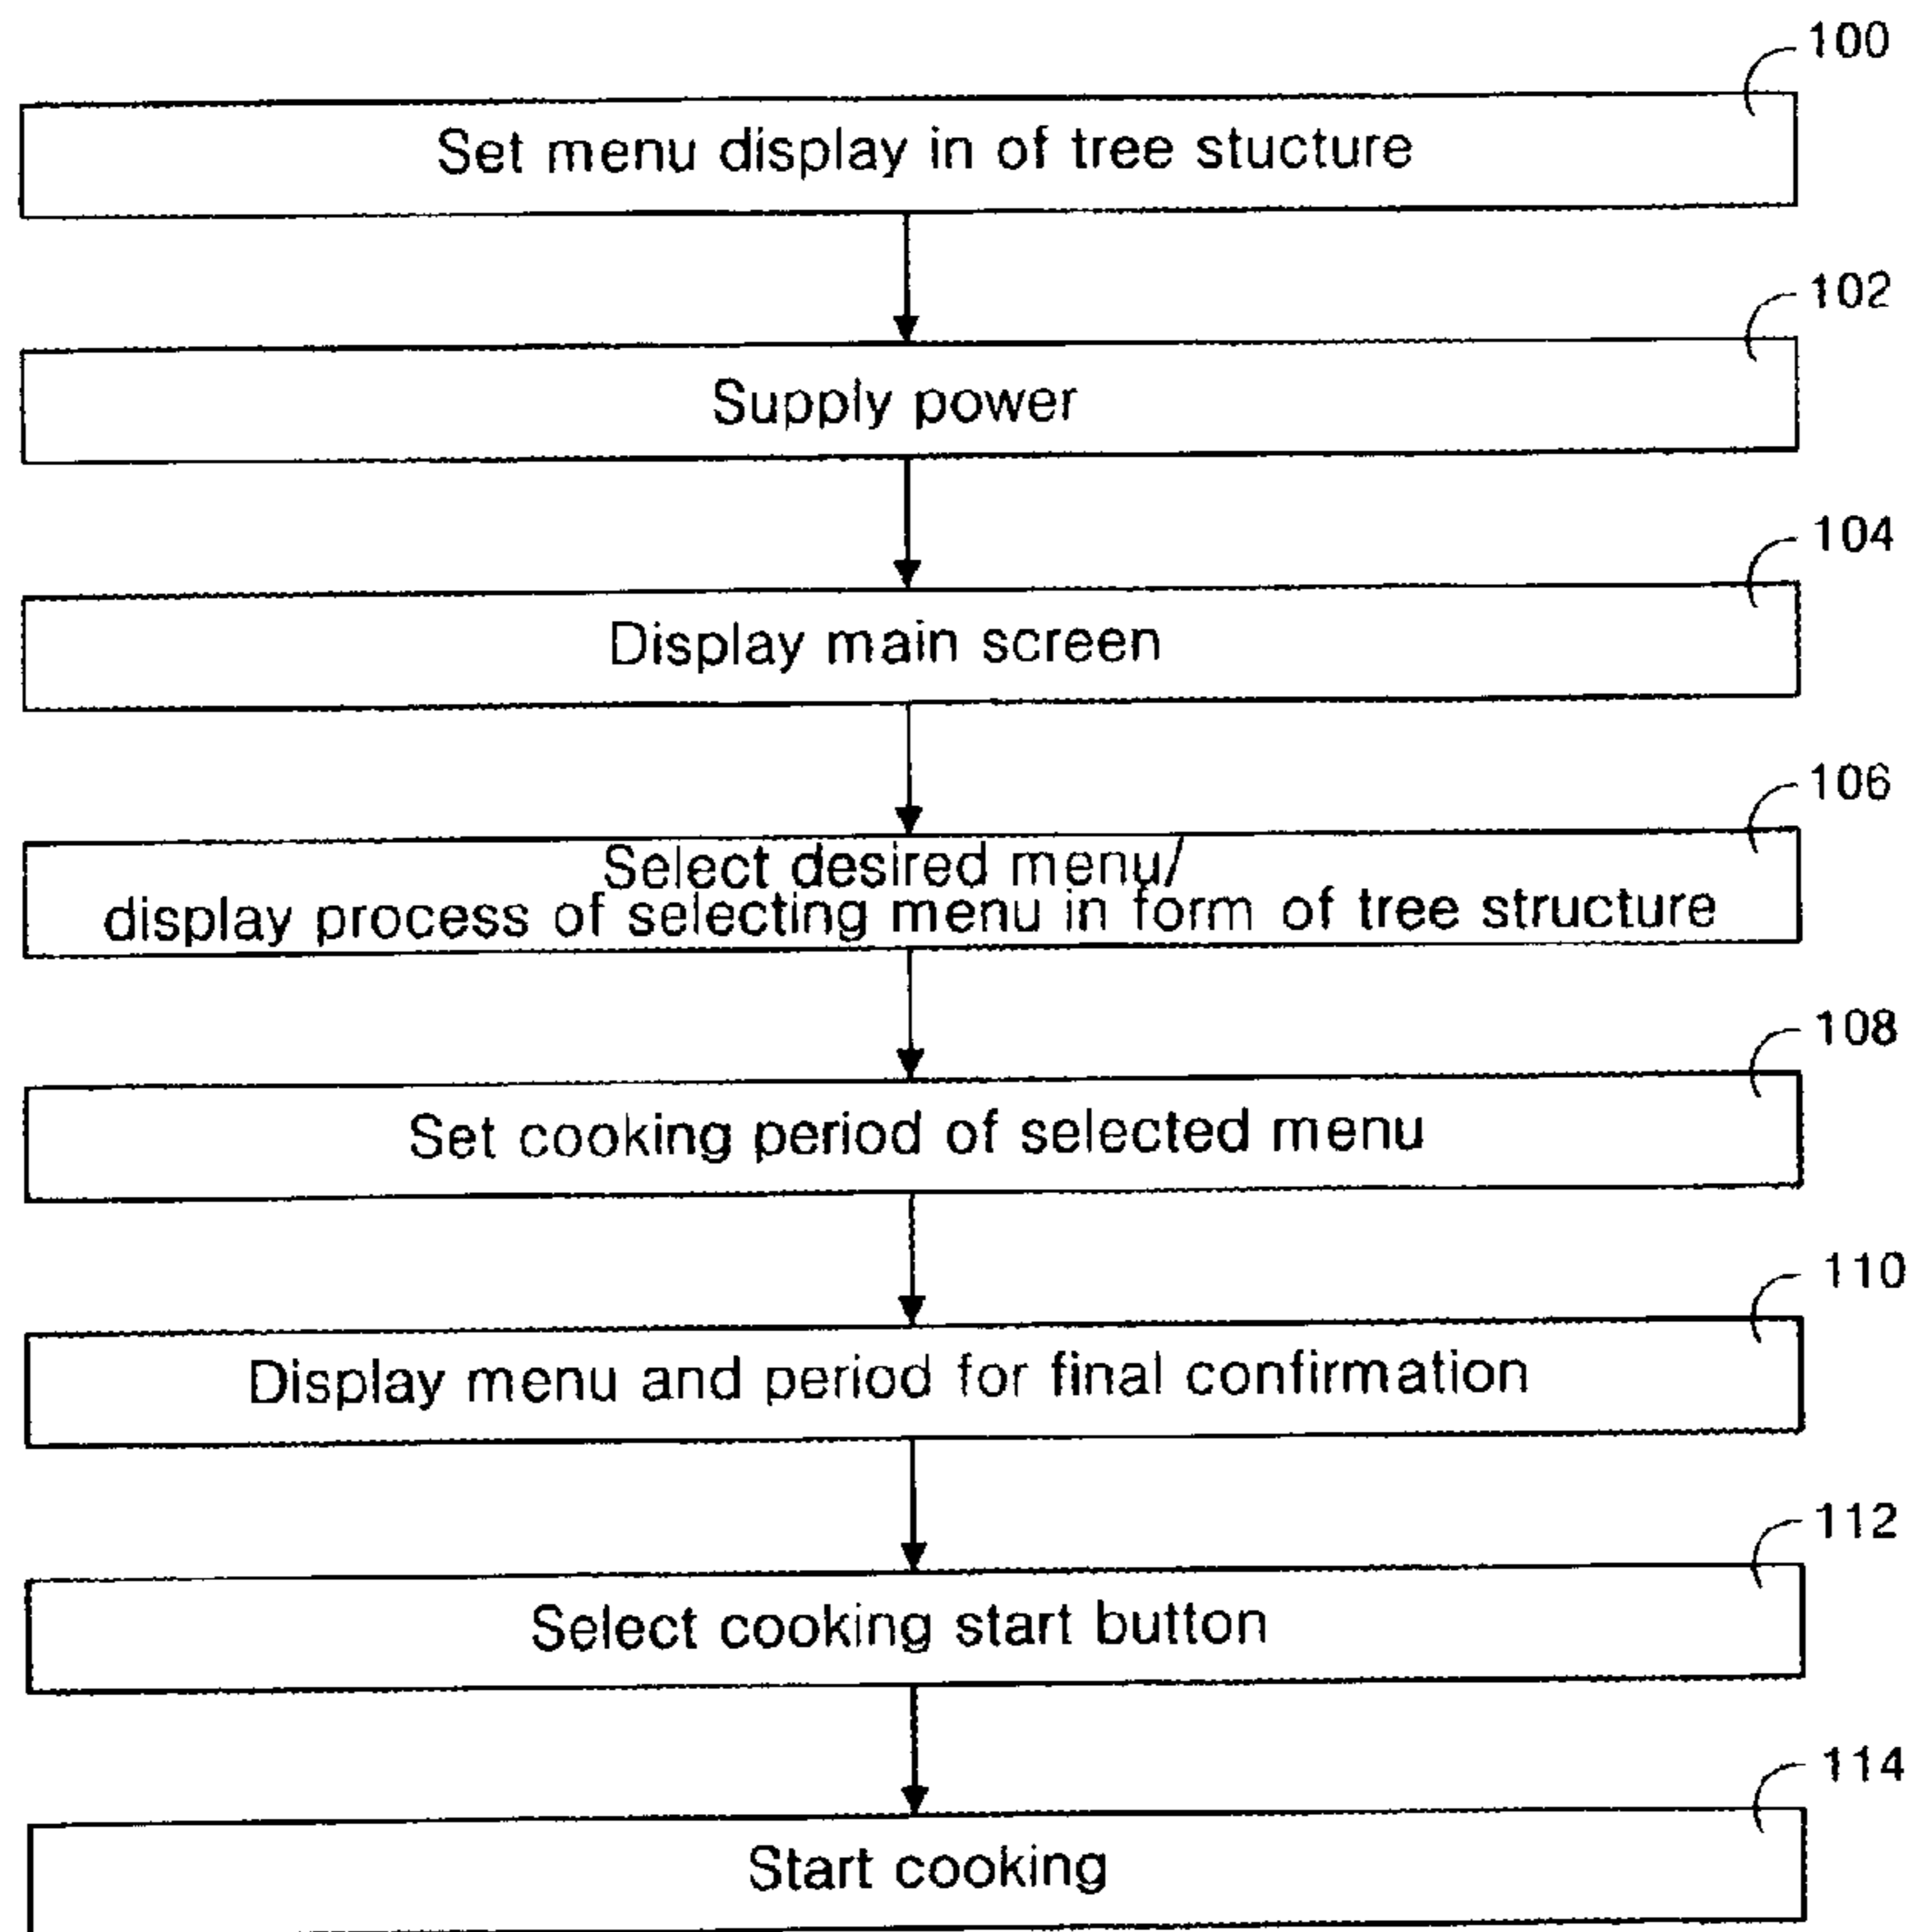 100
Set menu display in of tree stucture
102
Supply power
104
Display main screen
106
Select desired menu/
display process of selecting menu in form of tree structure
108
Set cooking period of selected menu
110
Display menu and period for final confirmation
112
Select cooking start button
114
Start cooking